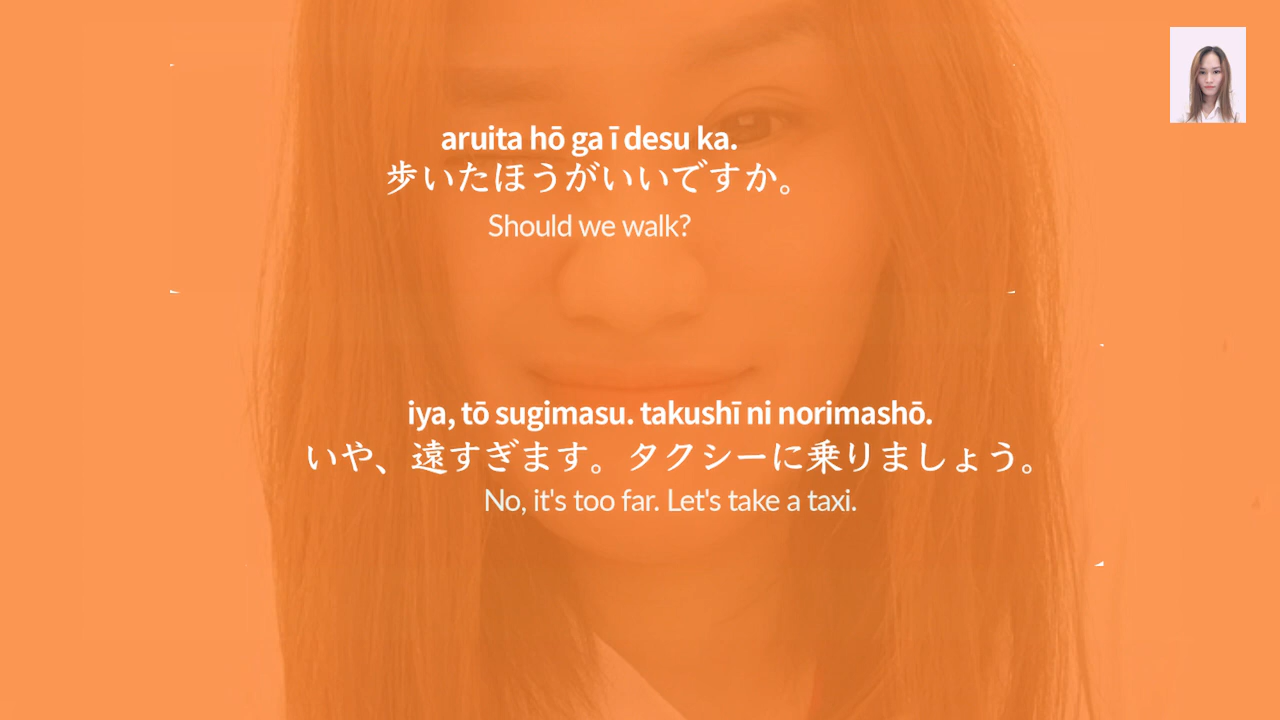 aruita hō ga ī desu ka.
歩いたほうがいいですか。
Should we walk?
iya, tō sugimasu. takushī ni norimashō.
いや、遠すぎます。タクシーに乗りましょう。
No, it's too far. Let's take a taxi.